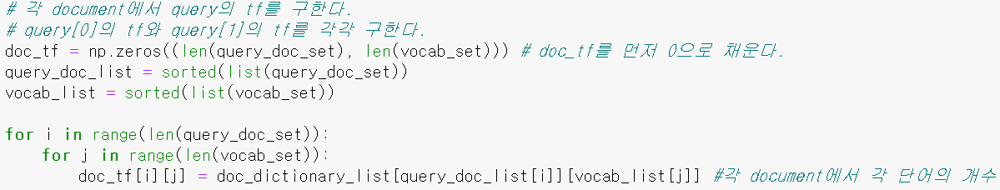 # 각 document에서 query의 tf를 구한다.
# query[0]의 tf와 query[1]의 tf를 각각 구한다.
doc_tf = np.zeros((len(query_doc_set), len(vocab_set))) # doc_tf를 먼저 0으로 채운다.
query_doc_list = sorted(list(query_doc_set))
vocab_list = sorted(list(vocab_set))
for i in range(len(query_doc_set)):
    for j in range(len(vocab_set)):
        doc_tf[i][j] = doc_dictionary_list[query_doc_list[i]][vocab_list[j]] #각 document에서 각 단어의 개수